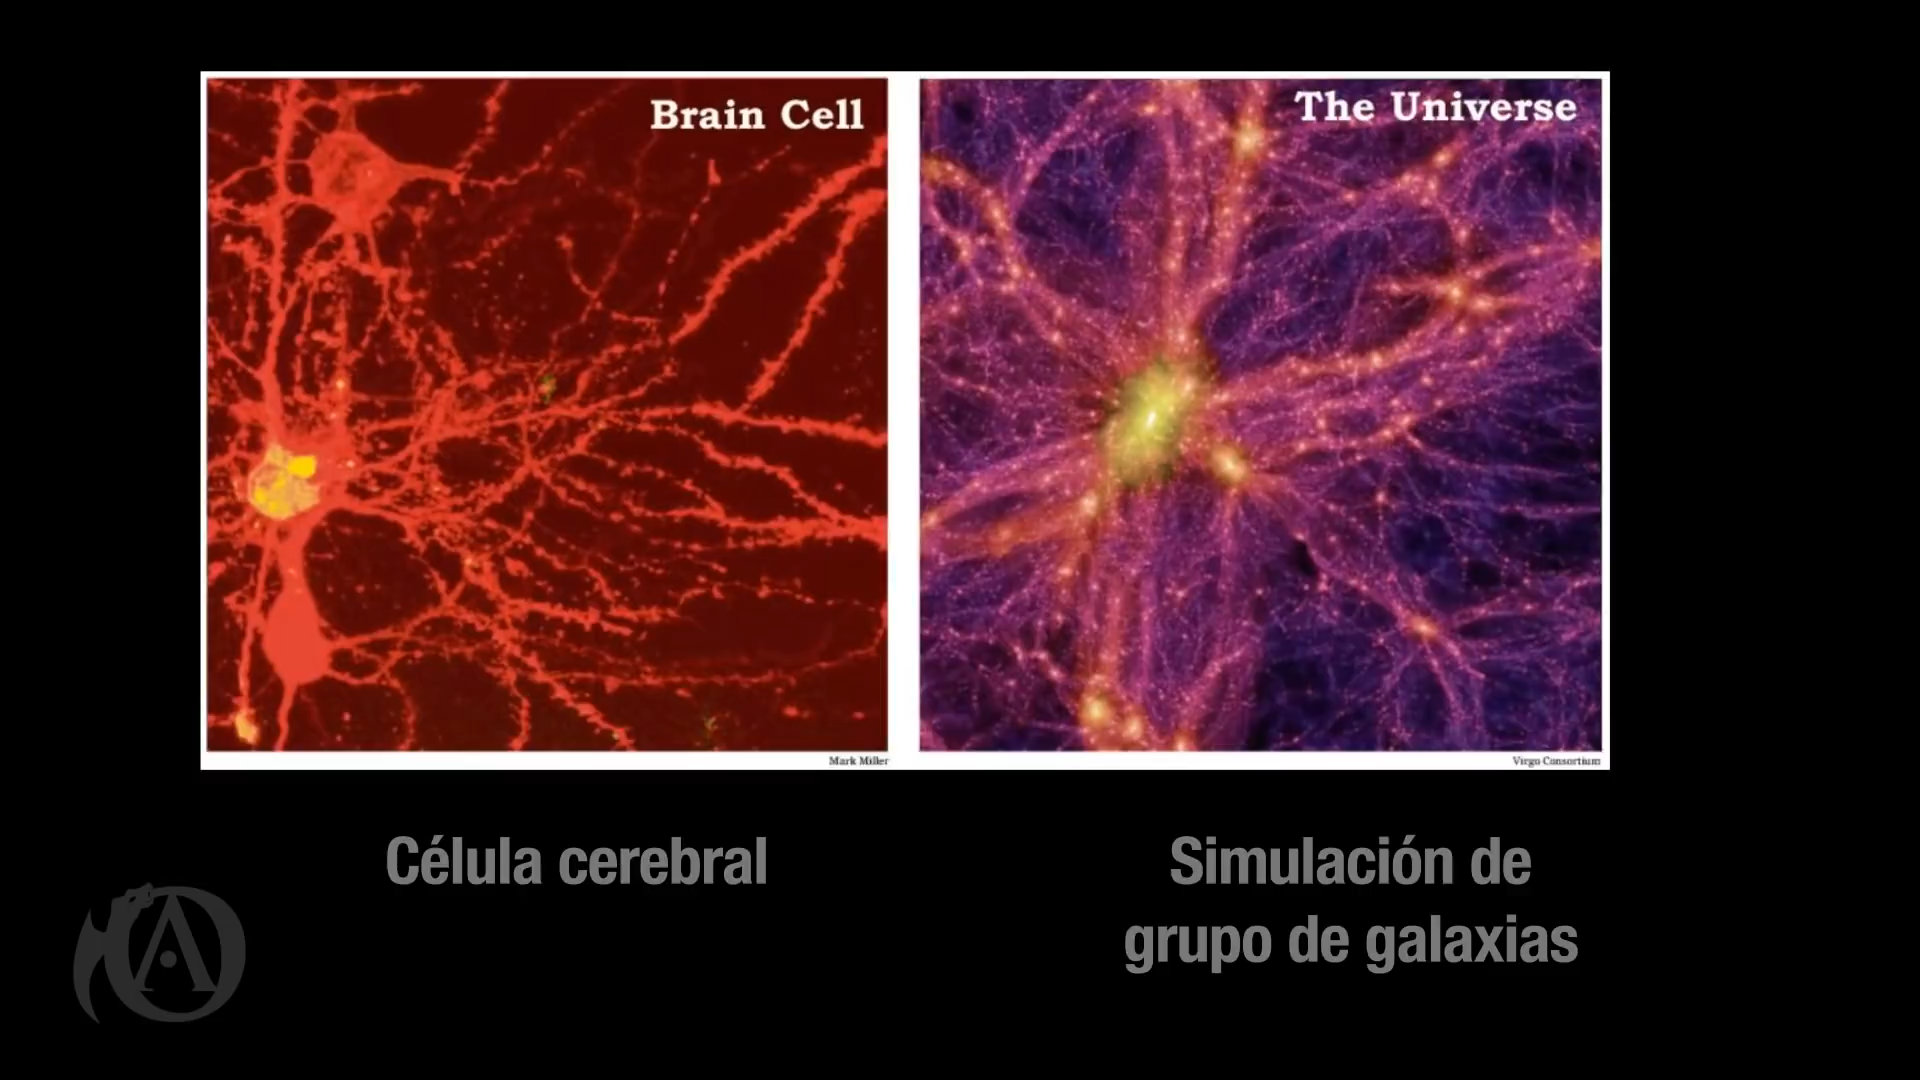 Brain Cell
The Universe
Mark Miller
Virgo Consortium
Célula cerebral
Simulación de
grupo de galaxias